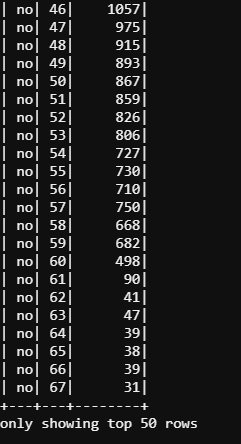 | no| 46|    1057|
| no| 47|     975|
| no| 48|     915|
| no| 49|     893|
| no| 50|     867|
| no| 51|     859|
| no| 52|     826|
| no| 53|     806|
| no| 54|     727|
| no| 55|     730|
| no| 56|     710|
| no| 57|     750|
| no| 58|     668|
| no| 59|     682|
| no| 60|     498|
| no| 61|      90|
| no| 62|      41|
| no| 63|      47|
| no| 64|      39|
| no| 65|      38|
| no| 66|      39|
| no| 67|      31|
+---+---+--------+
only showing top 50 rows